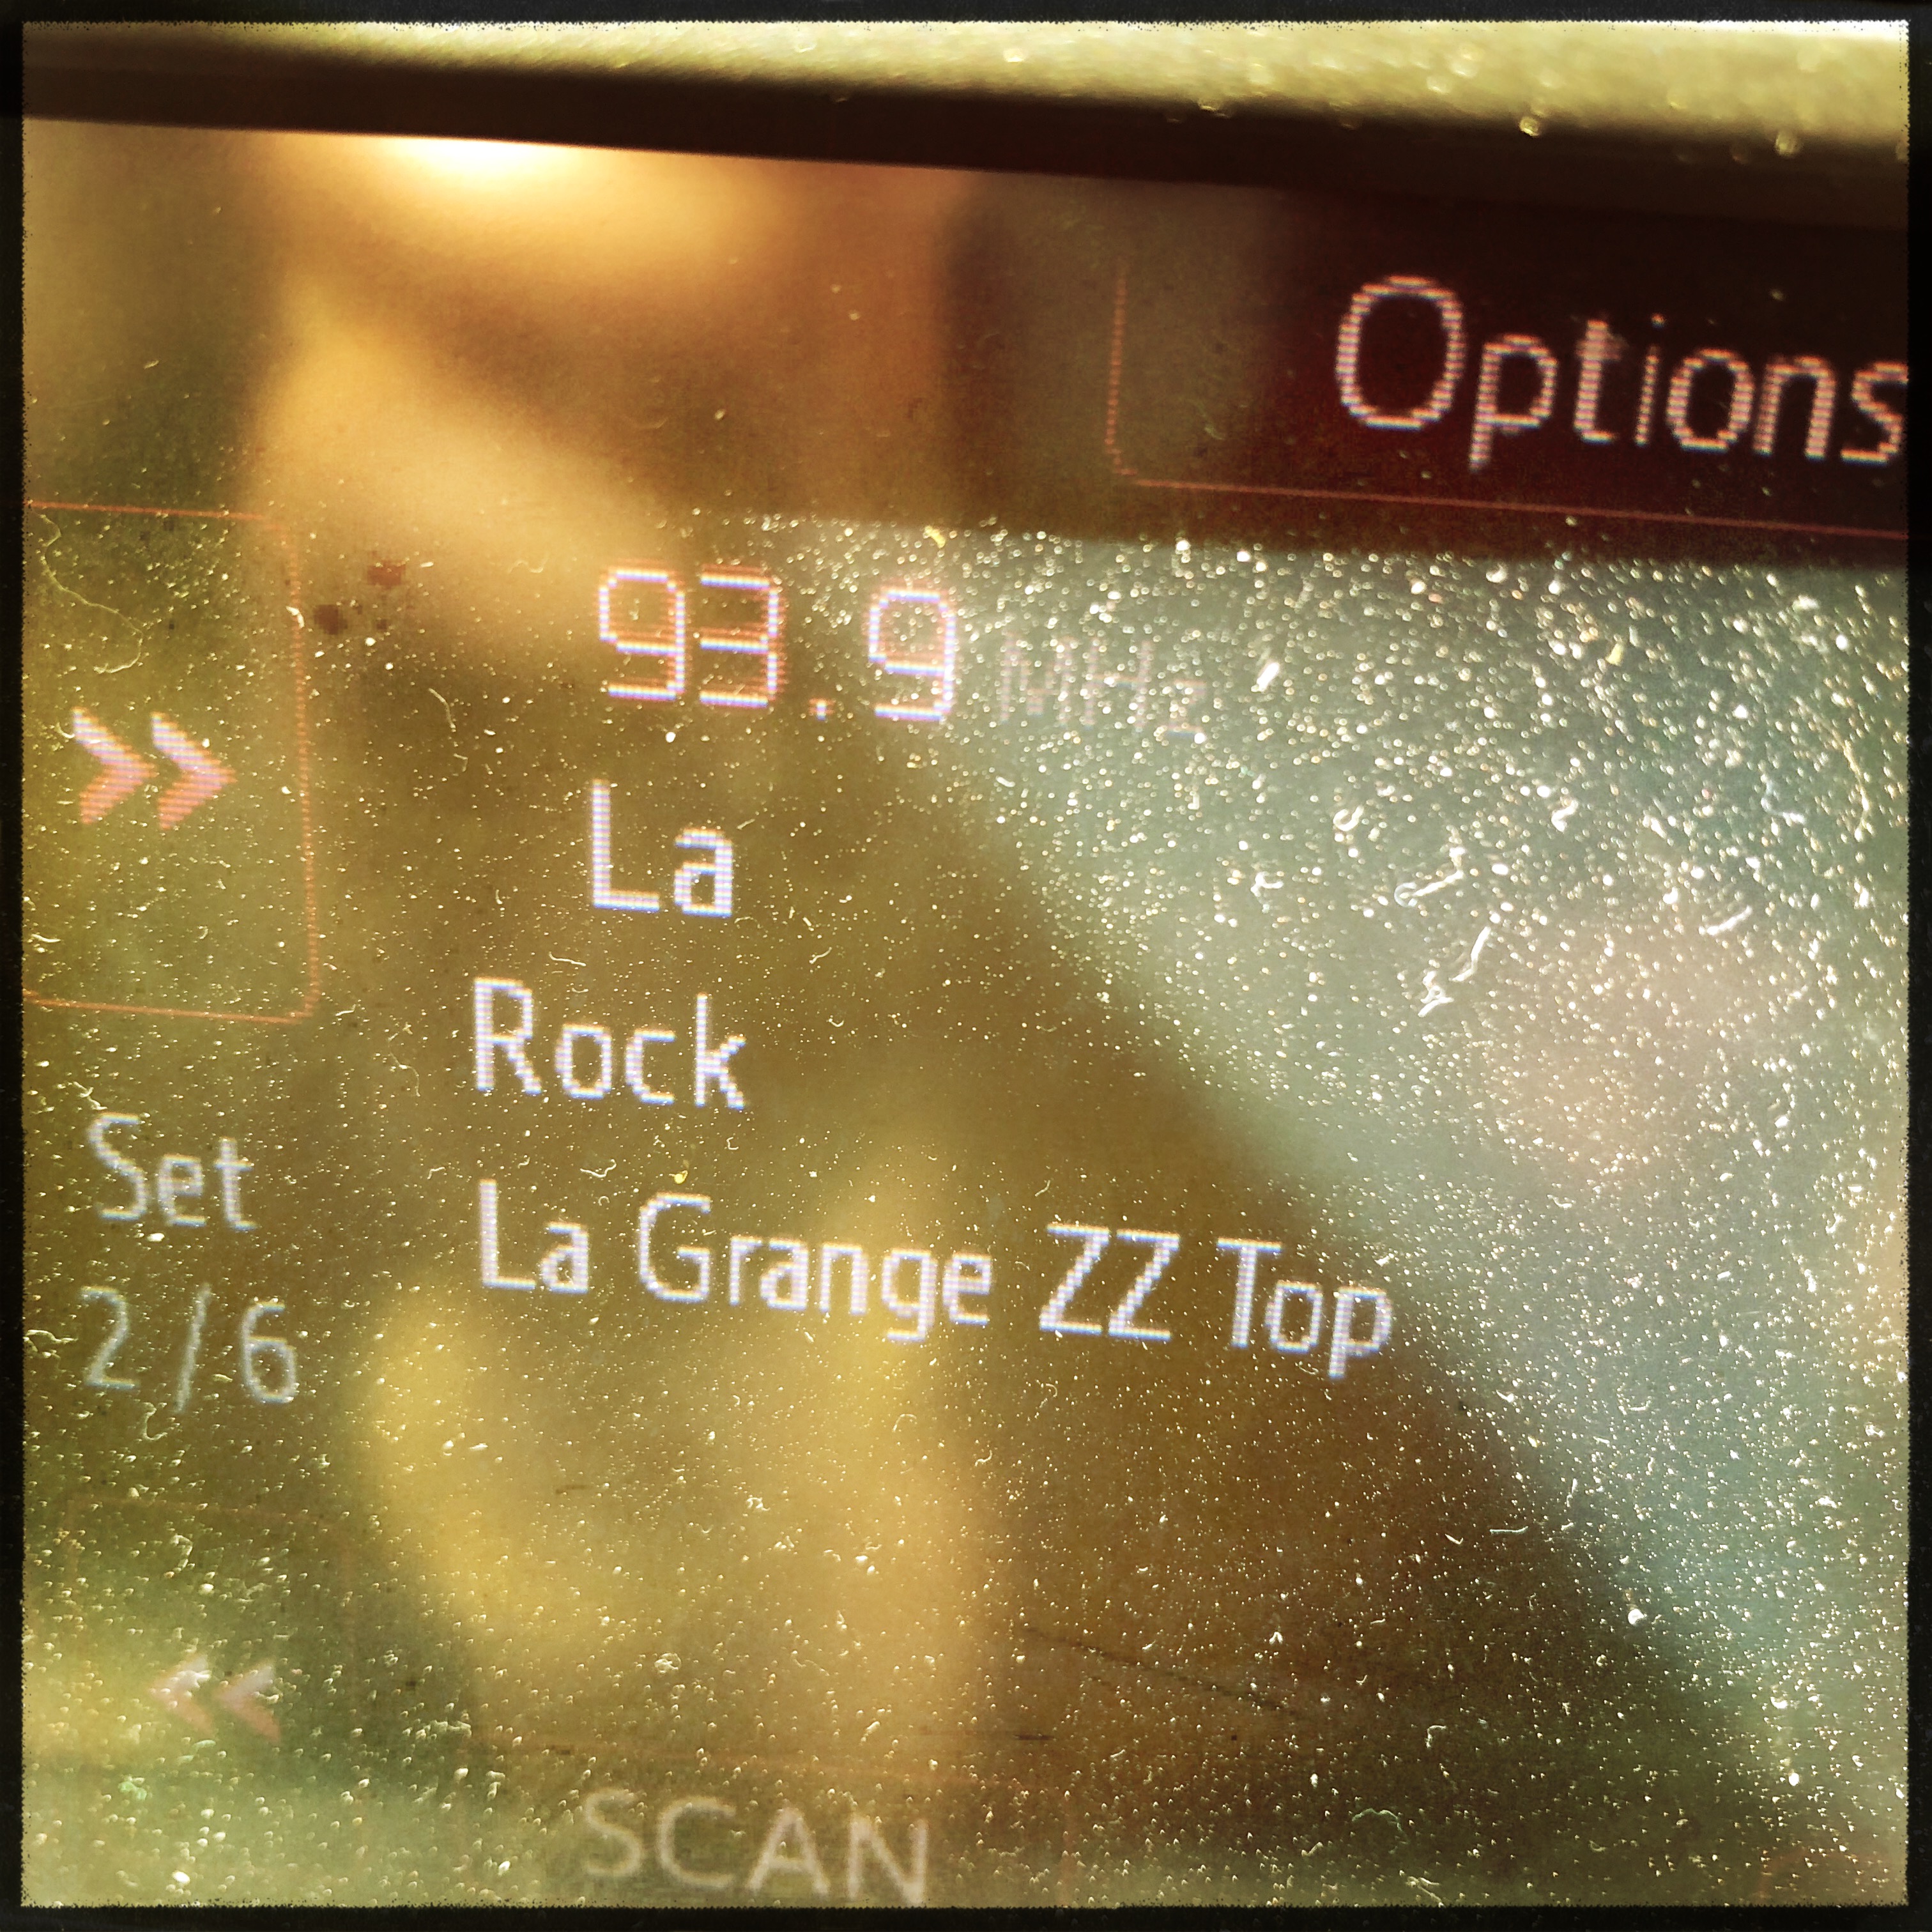 Options
93.9 MHz
»
La
Rock
Set
La Grange ZZ Top
2/6
«
SCAN